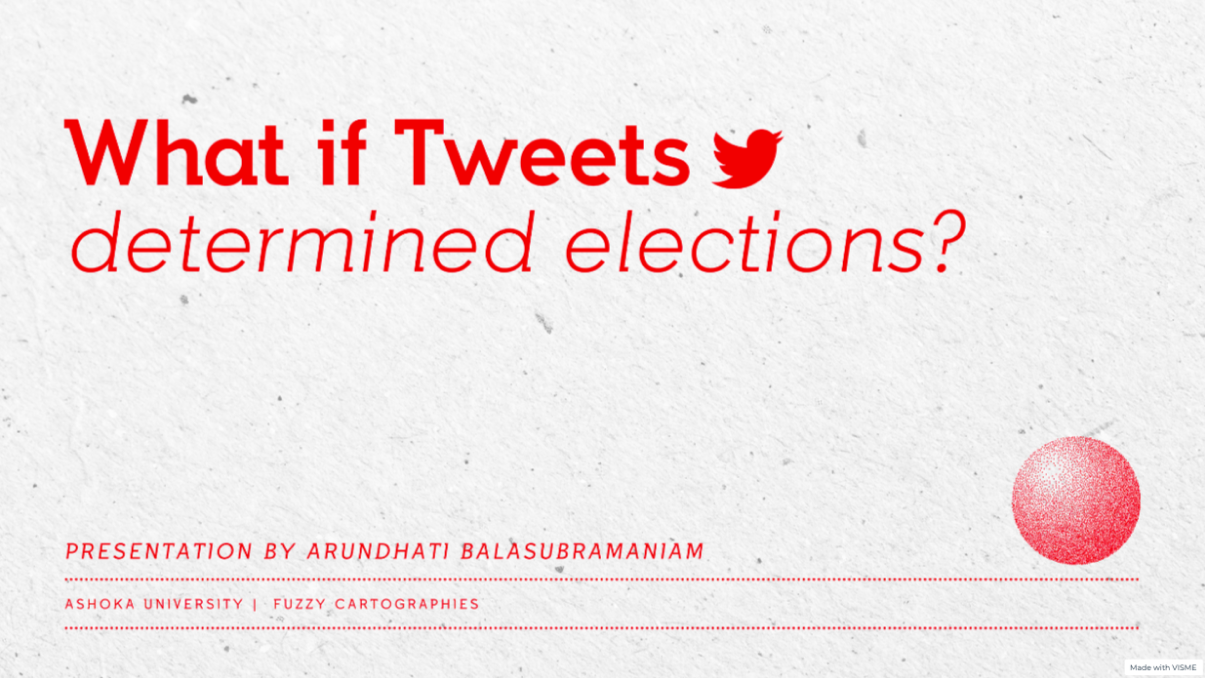 What if Tweets
determined elections?
PRESENTATION BY ARUNDHATI BALASUBRAMANIAM
ASHOKA UNIVERSITY | FUZZY CARTOGRAPHIES
Made with VISME